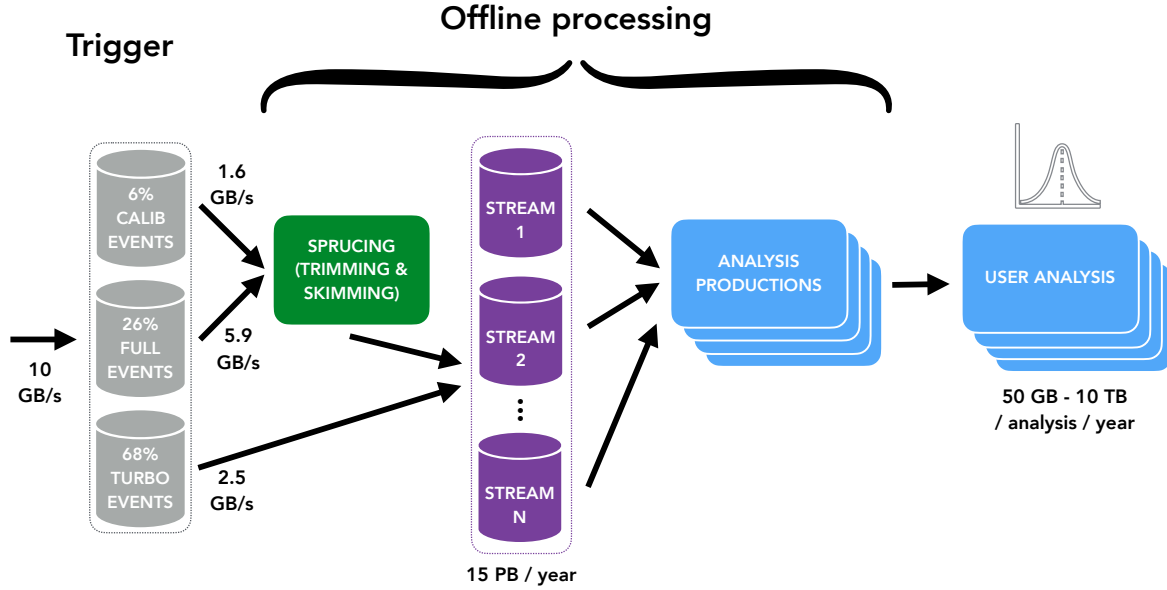 Trigger
Offline processing
10
GB/s
6%
CALIB
EVENTS
26%
FULL
EVENTS
68%
TURBO
EVENTS
1.6
GB/s
5.9
GB/s
2.5
GB/s
SPRUCING
(TRIMMING &
SKIMMING)
STREAM
1
STREAM
2
STREAM
N
15 PB / year
ANALYSIS
PRODUCTIONS
USER ANALYSIS
50 GB - 10 TB
/ analysis / year